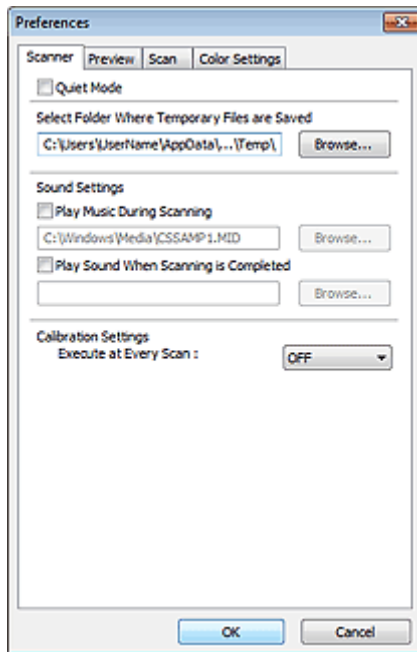 Preferences
Scanner Preview Scan Color Settings
Quiet Mode
Select Folder Where Temporary Files are Saved
C:\Users\UserName\AppData\...\Temp\ Browse...
Sound Settings
Play Music During Scanning
C:\Windows\Media\CSSAMP1.MID Browse...
Play Sound When Scanning is Completed
Browse...
Calibration Settings
Execute at Every Scan : OFF
OK Cancel